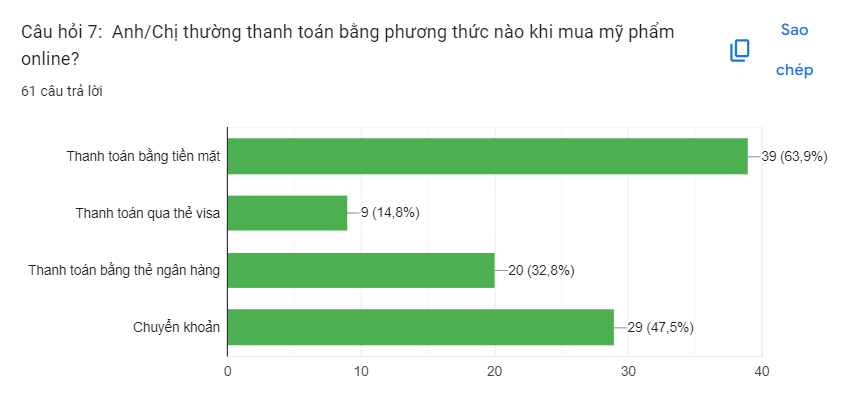 Câu hỏi 7:  Anh/Chị thường thanh toán bằng phương thức nào khi mua mỹ phẩm
online?
Sao
chép
61 câu trả lời
Thanh toán bằng tiền mặt
39 (63,9%)
Thanh toán qua thẻ visa
9 (14,8%)
Thanh toán bằng thẻ ngân hàng
20 (32,8%)
Chuyển khoản
29 (47,5%)
0 10 20 30 40